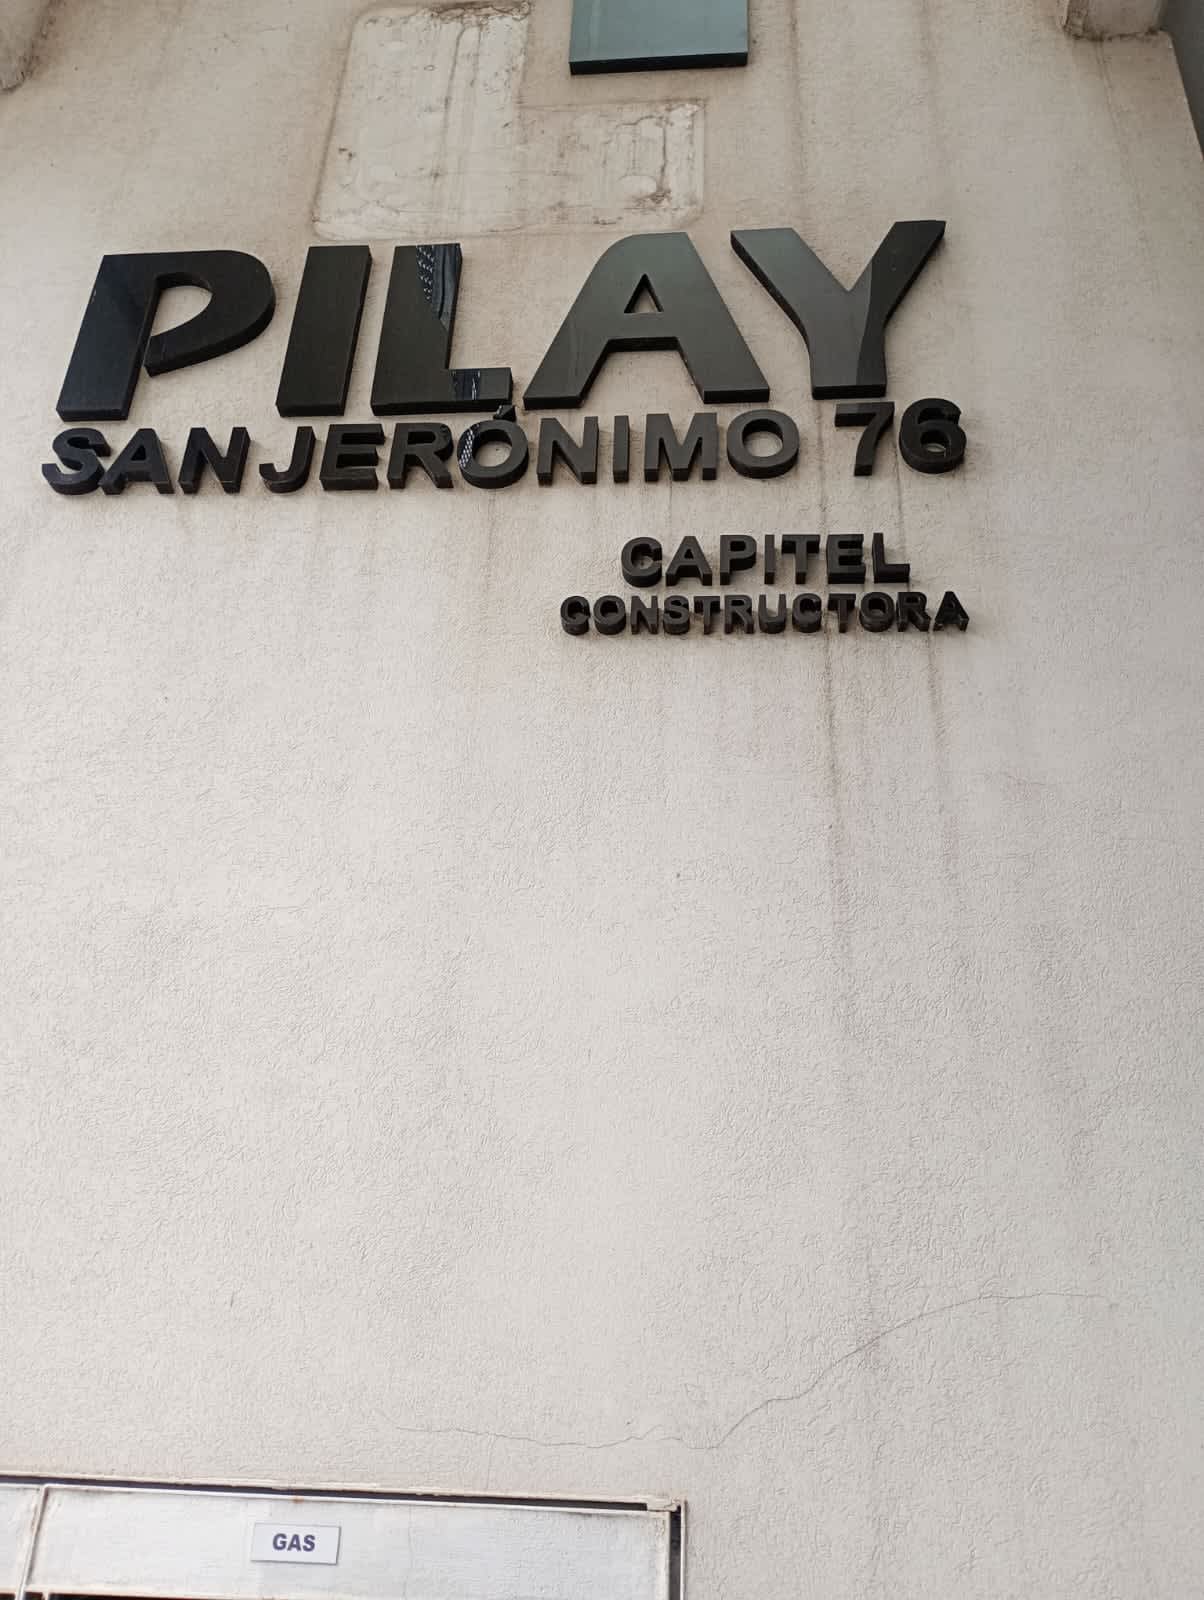 PILAY
SAN JERÓNIMO 76
CAPITEL
CONSTRUCTORA
GAS